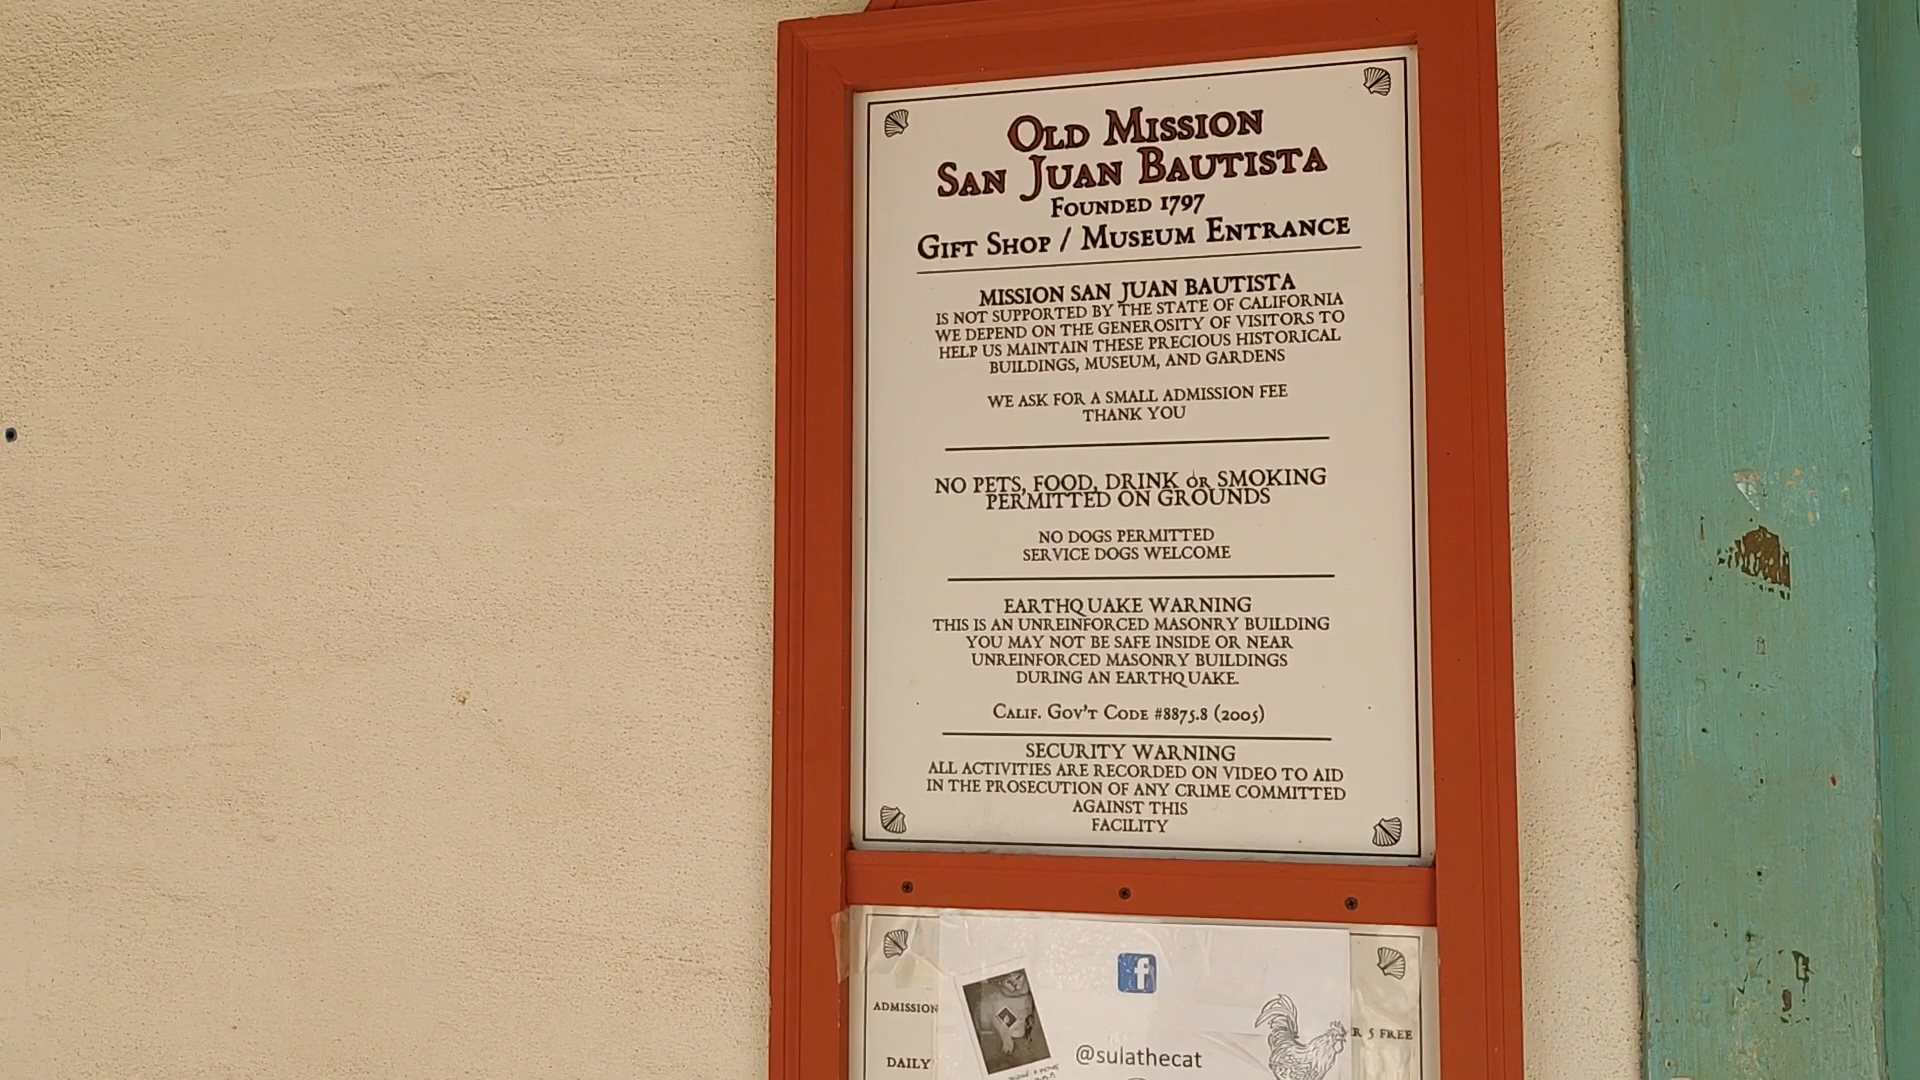 OLD MISSION
SAN JUAN BAUTISTA
FOUNDED 1797
GIFT SHOP / MUSEUM ENTRANCE
MISSION SAN JUAN BAUTISTA
IS NOT SUPPORTED BY THE STATE OF CALIFORNIA
WE DEPEND ON THE GENEROSITY OF VISITORS TO
HELP US MAINTAIN THESE PRECIOUS HISTORICAL
BUILDINGS, MUSEUM, AND GARDENS
WE ASK FOR A SMALL ADMISSION FEE
THANK YOU
NO PETS, FOOD, DRINK or SMOKING
PERMITTED ON GROUNDS
NO DOGS PERMITTED
SERVICE DOGS WELCOME
EARTHQUAKE WARNING
THIS IS AN UNREINFORCED MASONRY BUILDING
YOU MAY NOT BE SAFE INSIDE OR NEAR
UNREINFORCED MASONRY BUILDINGS
DURING AN EARTHQUAKE.
CALIF. GOV'T CODE #8875.8 (2005)
SECURITY WARNING
ALL ACTIVITIES ARE RECORDED ON VIDEO TO AID
IN THE PROSECUTION OF ANY CRIME COMMITTED
AGAINST THIS
FACILITY
f
ADMISSION
R 5 FREE
@sulathecat
DAILY